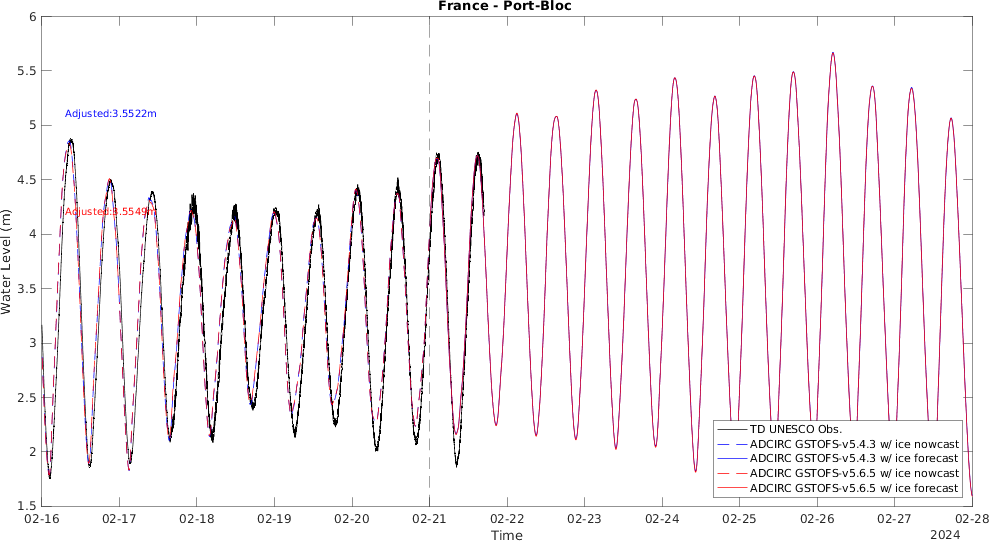 France - Port-Bloc
6
5.5
5
4.5
4
3.5
3
2.5
2
1.5
Water Level (m)
Adjusted:3.5522m
Adjusted:3.5549m
TD UNESCO Obs.
ADCIRC GSTOFS-v5.4.3 w/ ice nowcast
ADCIRC GSTOFS-v5.4.3 w/ ice forecast
ADCIRC GSTOFS-v5.6.5 w/ ice nowcast
ADCIRC GSTOFS-v5.6.5 w/ ice forecast
02-16 02-17 02-18 02-19 02-20 02-21 02-22 02-23 02-24 02-25 02-26 02-27 02-28
Time
2024